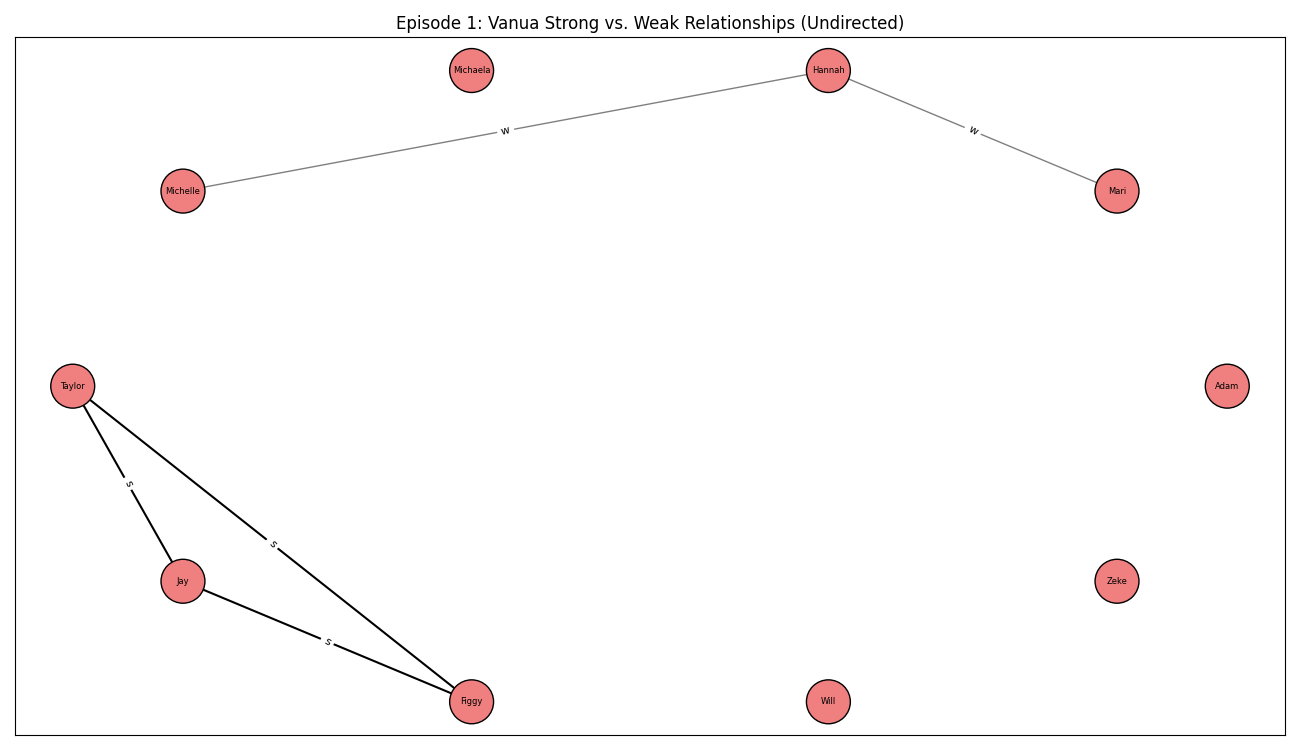 Episode 1: Vanua Strong vs. Weak Relationships (Undirected)
Michaela
Hannah
w
w
Michelle
Mari
Taylor
Adam
s
s
Jay
Zeke
s
Figgy
Will